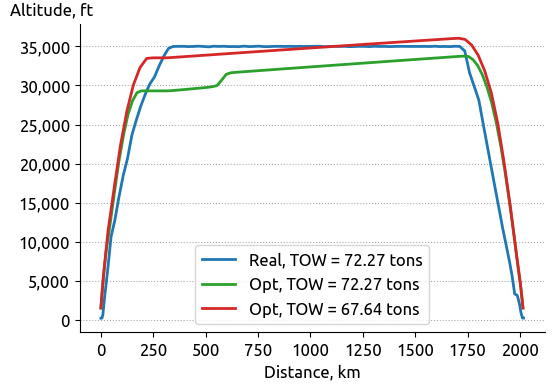 Altitude, ft
35,000
30,000
25,000
20,000
15,000
10,000
5,000
0
Real, TOW = 72.27 tons
Opt, TOW = 72.27 tons
Opt, TOW = 67.64 tons
0 250 500 750 1000 1250 1500 1750 2000
Distance, km